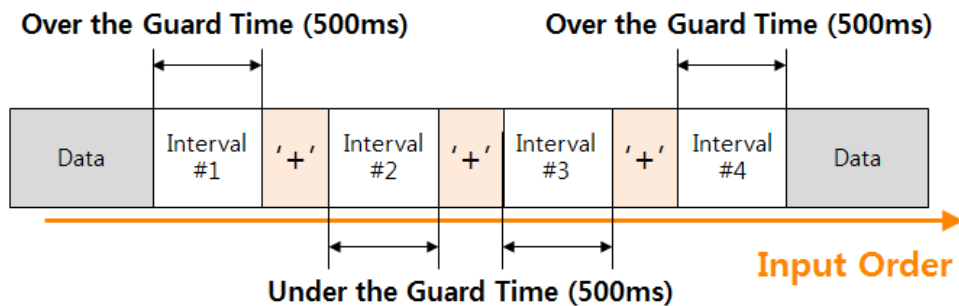 Over the Guard Time (500ms)
Over the Guard Time (500ms)
Data
Interval
#1
'+'
Interval
#2
'+'
Interval
#3
'+'
Interval
#4
Data
Input Order
Under the Guard Time (500ms)